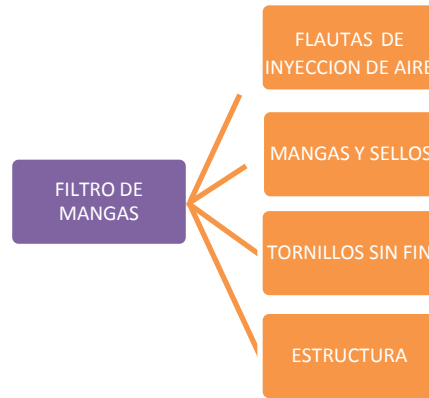 FLAUTAS DE
INYECCION DE AIRE
MANGAS Y SELLOS
FILTRO DE
MANGAS
TORNILLOS SIN FIN
ESTRUCTURA